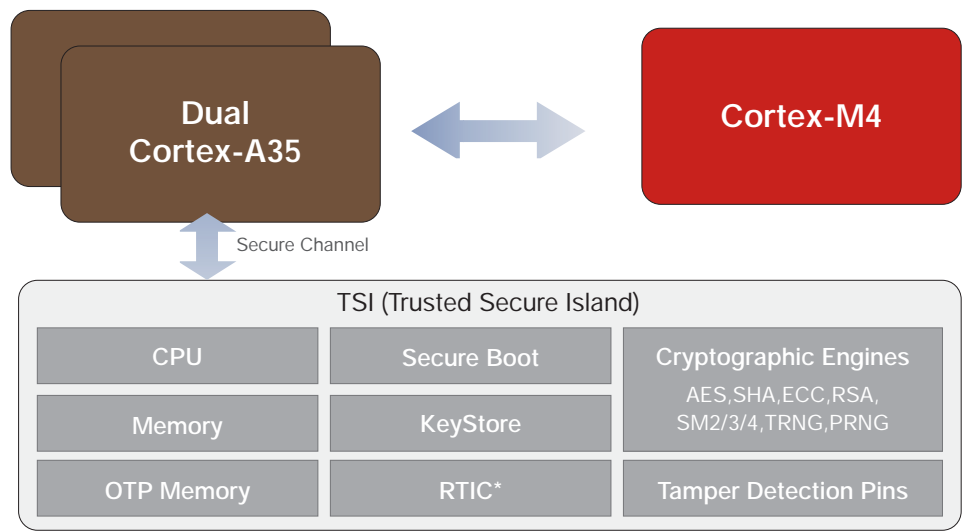 Dual
Cortex-A35
Cortex-M4
Secure Channel
TSI (Trusted Secure Island)
CPU
Secure Boot
Cryptographic Engines
AES,SHA,ECC,RSA,
SM2/3/4,TRNG,PRNG
Memory
KeyStore
OTP Memory
RTIC*
Tamper Detection Pins